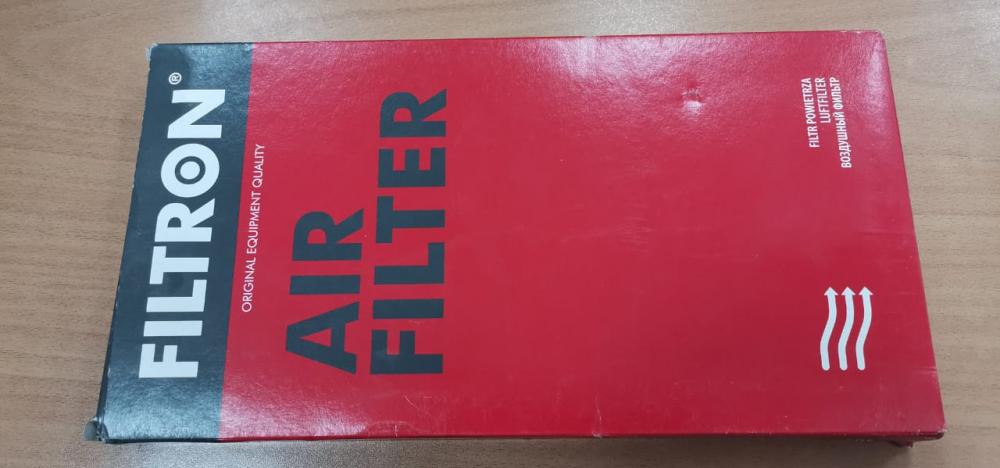 FILTRON®
ORIGINAL EQUIPMENT QUALITY
AIR
FILTER
FILTR POWIETRZA
LUFTFILTER
ВОЗДУШНЫЙ ФИЛЬТР